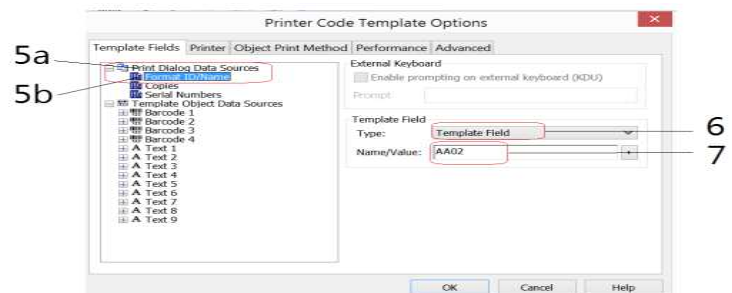 Printer Code Template Options
Template Fields Printer Object Print Method Performance Advanced
5a
5b
Print Dialog Data Sources
Format ID/Name
Copies
Serial Numbers
Template Object Data Sources
Barcode 1
Barcode 2
Barcode 3
Barcode 4
A Text 1
A Text 2
A Text 3
A Text 4
A Text 5
A Text 6
A Text 7
A Text 8
A Text 9
External Keyboard
Enable prompting on external keyboard (KDU)
Prompt:
Template Field
Type: Template Field
6
Name/Value: AA02
7
OK Cancel Help